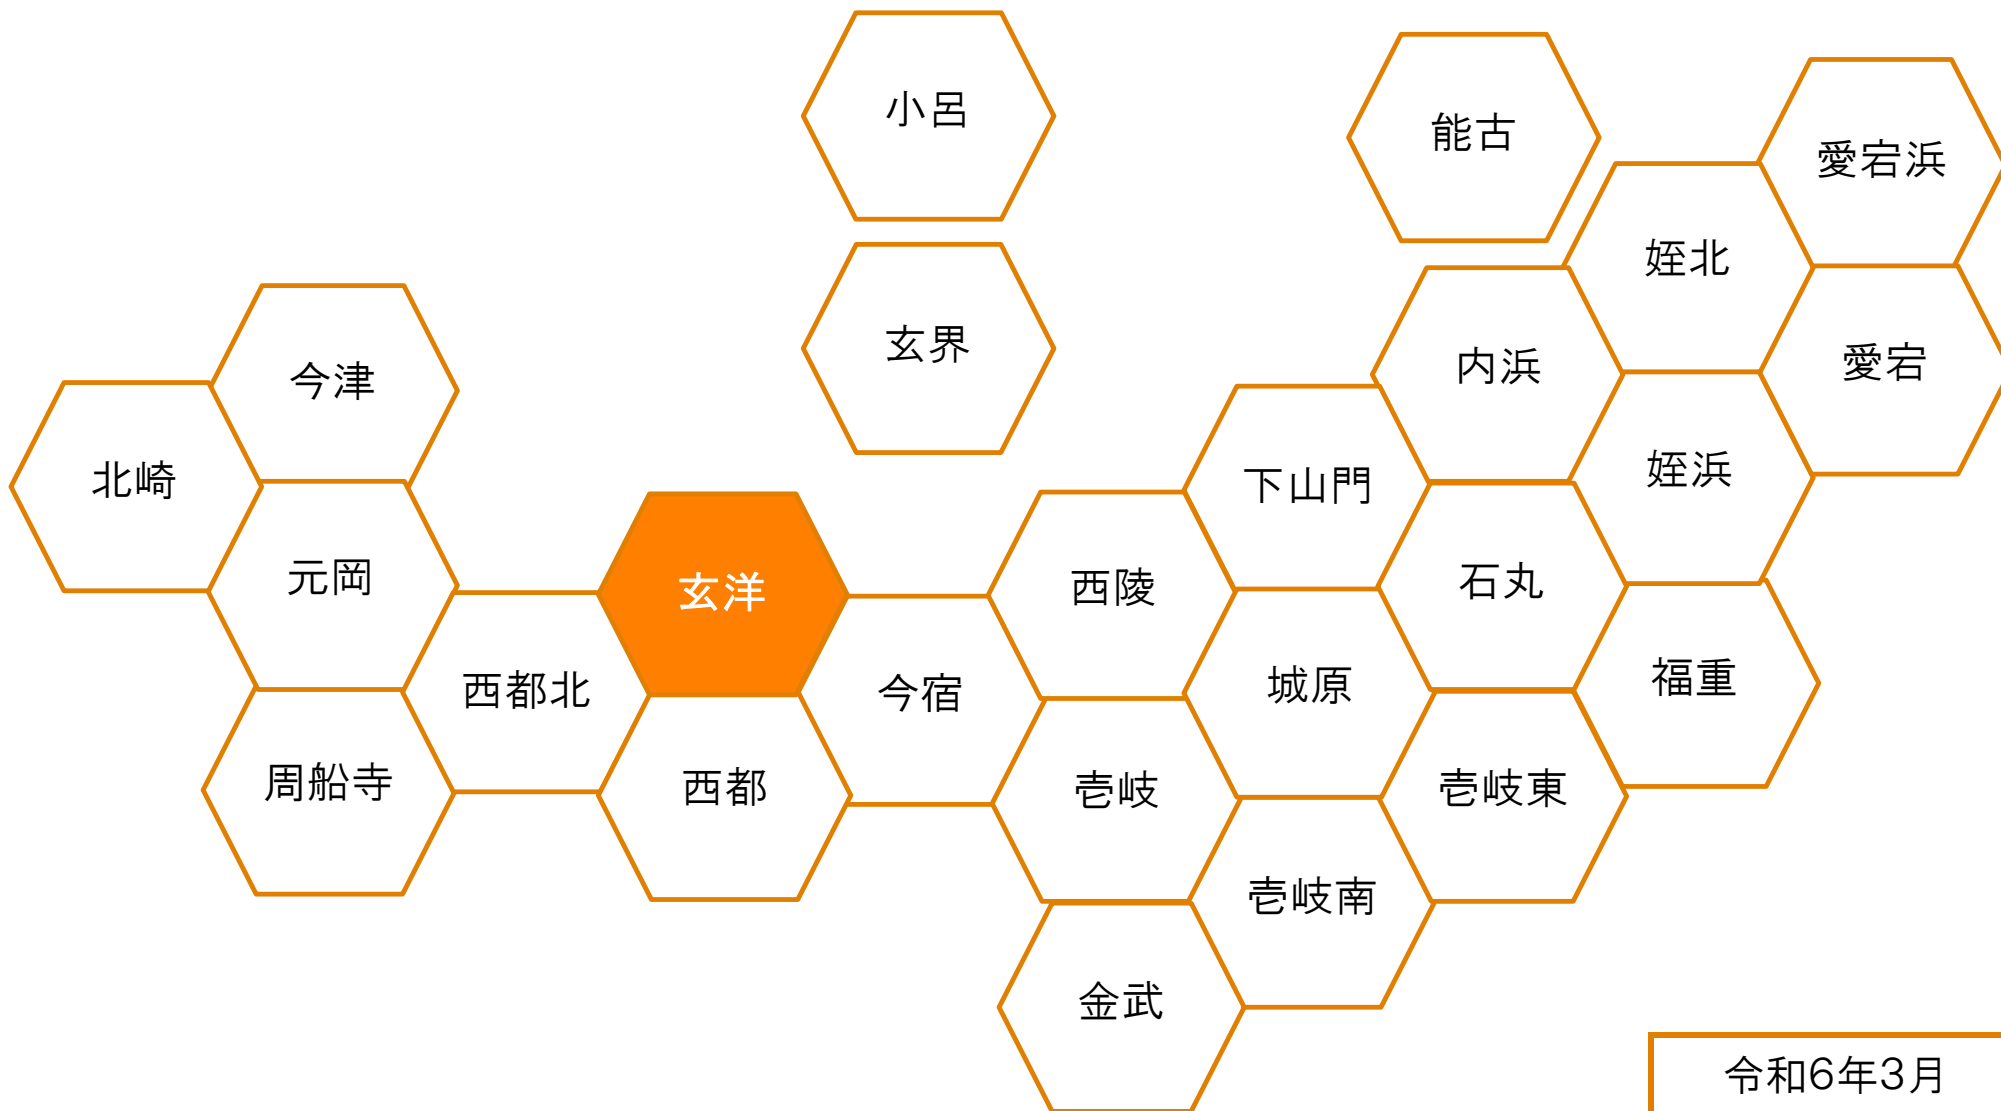 小呂
能古
愛宕浜
姪北
玄界
内浜
愛宕
今津
北崎
下山門
姪浜
元岡
玄洋
西陵
石丸
西都北
今宿
城原
福重
周船寺
西都
壱岐
壱岐東
壱岐南
金武
令和6年3月